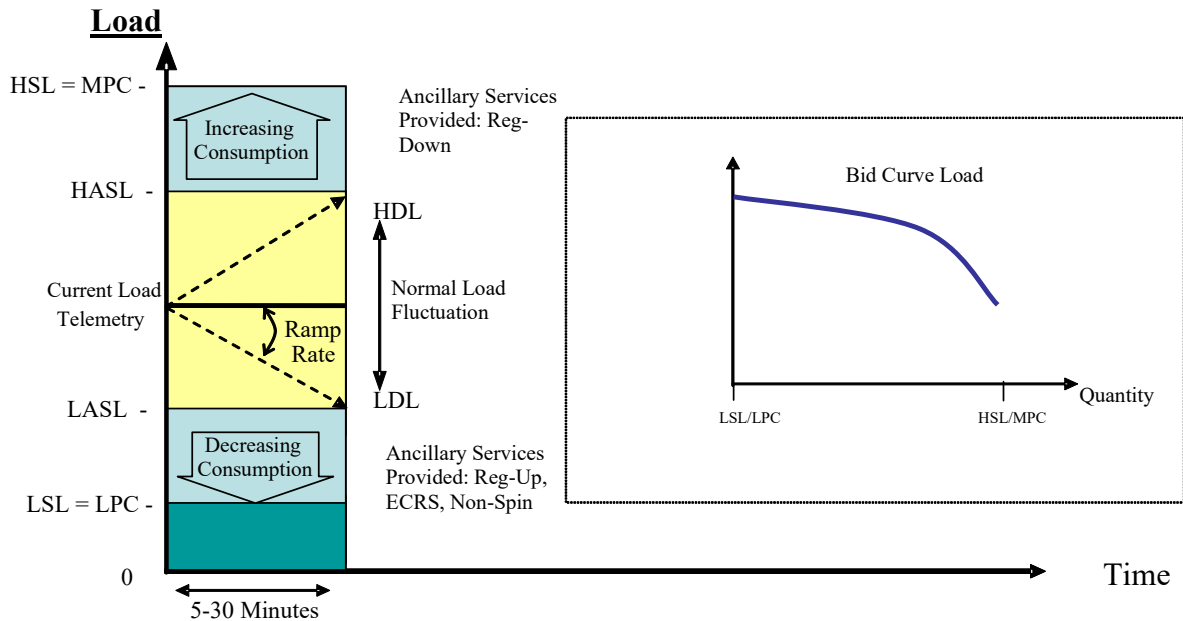 Load
HSL = MPC -
Increasing
Consumption
Ancillary Services
Provided: Reg-
Down
HASL -
HDL
Current Load
Telemetry
Normal Load
Fluctuation
Ramp
Rate
LDL
LASL -
Decreasing
Consumption
Ancillary Services
Provided: Reg-Up,
ECRS, Non-Spin
LSL = LPC -
0
Time
5-30 Minutes
Bid Curve Load
Quantity
LSL/LPC
HSL/MPC